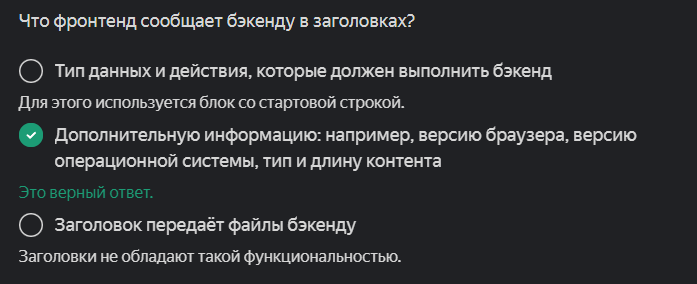 Что фронтенд сообщает бэкенду в заголовках?
Тип данных и действия, которые должен выполнить бэкенд
Для этого используется блок со стартовой строкой.
Дополнительную информацию: например, версию браузера, версию
операционной системы, тип и длину контента
Это верный ответ.
Заголовок передаёт файлы бэкенду
Заголовки не обладают такой функциональностью.